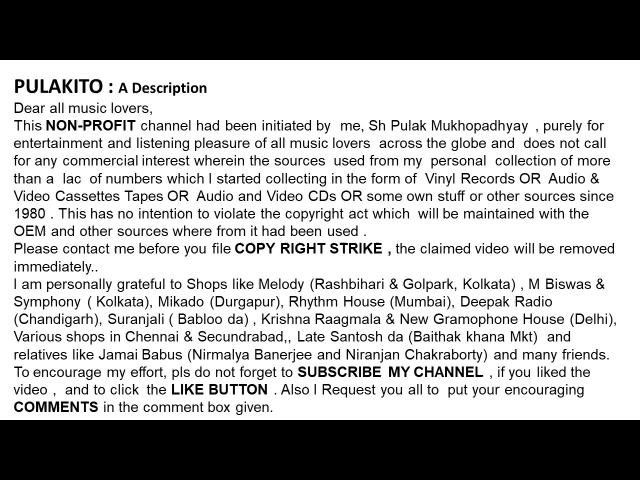 PULAKITO : A Description
Dear all music lovers,
This NON-PROFIT channel had been initiated by me, Sh Pulak Mukhopadhyay , purely for
entertainment and listening pleasure of all music lovers across the globe and does not call
for any commercial interest wherein the sources used from my personal collection of more
than a lac of numbers which I started collecting in the form of Vinyl Records OR Audio &
Video Cassettes Tapes OR Audio and Video CDs OR some own stuff or other sources since
1980 . This has no intention to violate the copyright act which will be maintained with the
OEM and other sources where from it had been used .
Please contact me before you file COPY RIGHT STRIKE , the claimed video will be removed
immediately..
I am personally grateful to Shops like Melody (Rashbihari & Golpark, Kolkata) , M Biswas &
Symphony ( Kolkata), Mikado (Durgapur), Rhythm House (Mumbai), Deepak Radio
(Chandigarh), Suranjali ( Babloo da) , Krishna Raagmala & New Gramophone House (Delhi),
Various shops in Chennai & Secundrabad,, Late Santosh da (Baithak khana Mkt) and
relatives like Jamai Babus (Nirmalya Banerjee and Niranjan Chakraborty) and many friends.
To encourage my effort, pls do not forget to SUBSCRIBE MY CHANNEL , if you liked the
video , and to click the LIKE BUTTON . Also I Request you all to put your encouraging
COMMENTS in the comment box given.